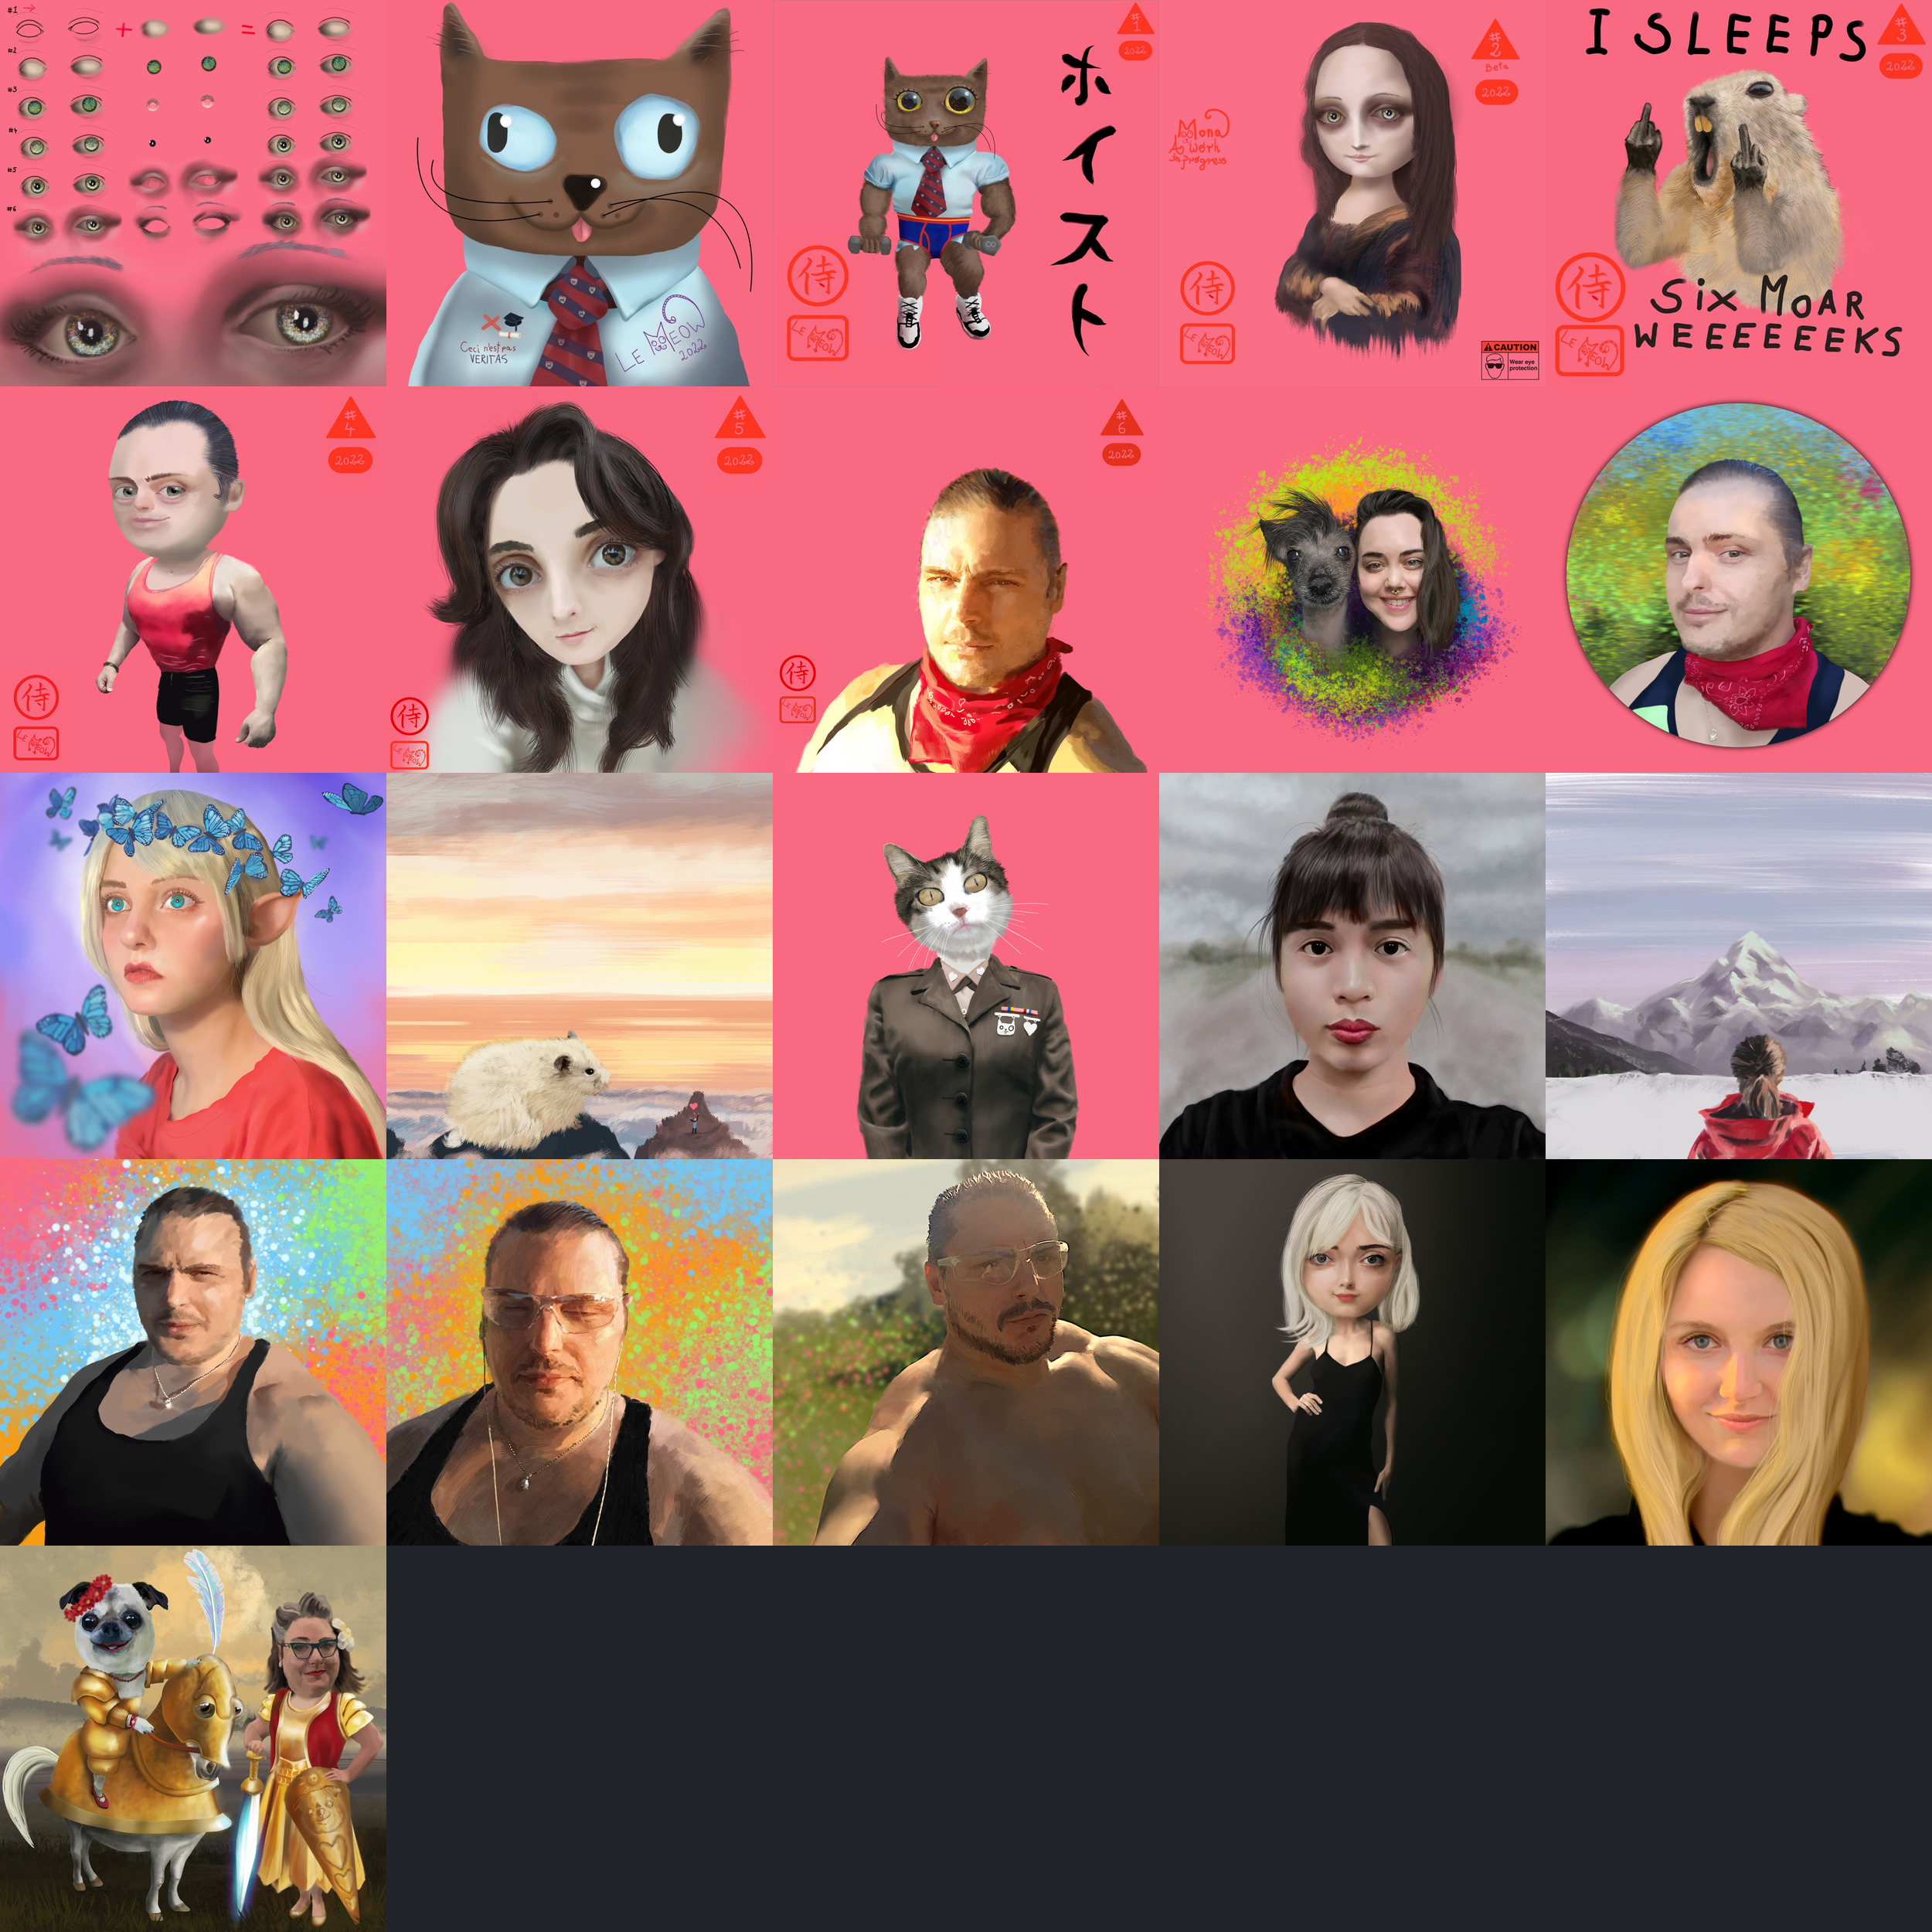 #1
+ =
#2
#3
#4
#5
#6
Ceci n'est pas
VERITAS
LE MEOW
2022
#1
2022
ホイスト
侍
LE MEOW
#2
Beta
2022
Mona
A work
in progress
侍
LE MEOW
CAUTION
Wear eye
protection
I SLEEPS
#3
2022
侍
LE MEOW
SiX MOAR
WEEEEEEEKS
#4
2022
侍
LE MEOW
#5
2022
侍
LE MEOW
#6
2022
侍
LE MEOW